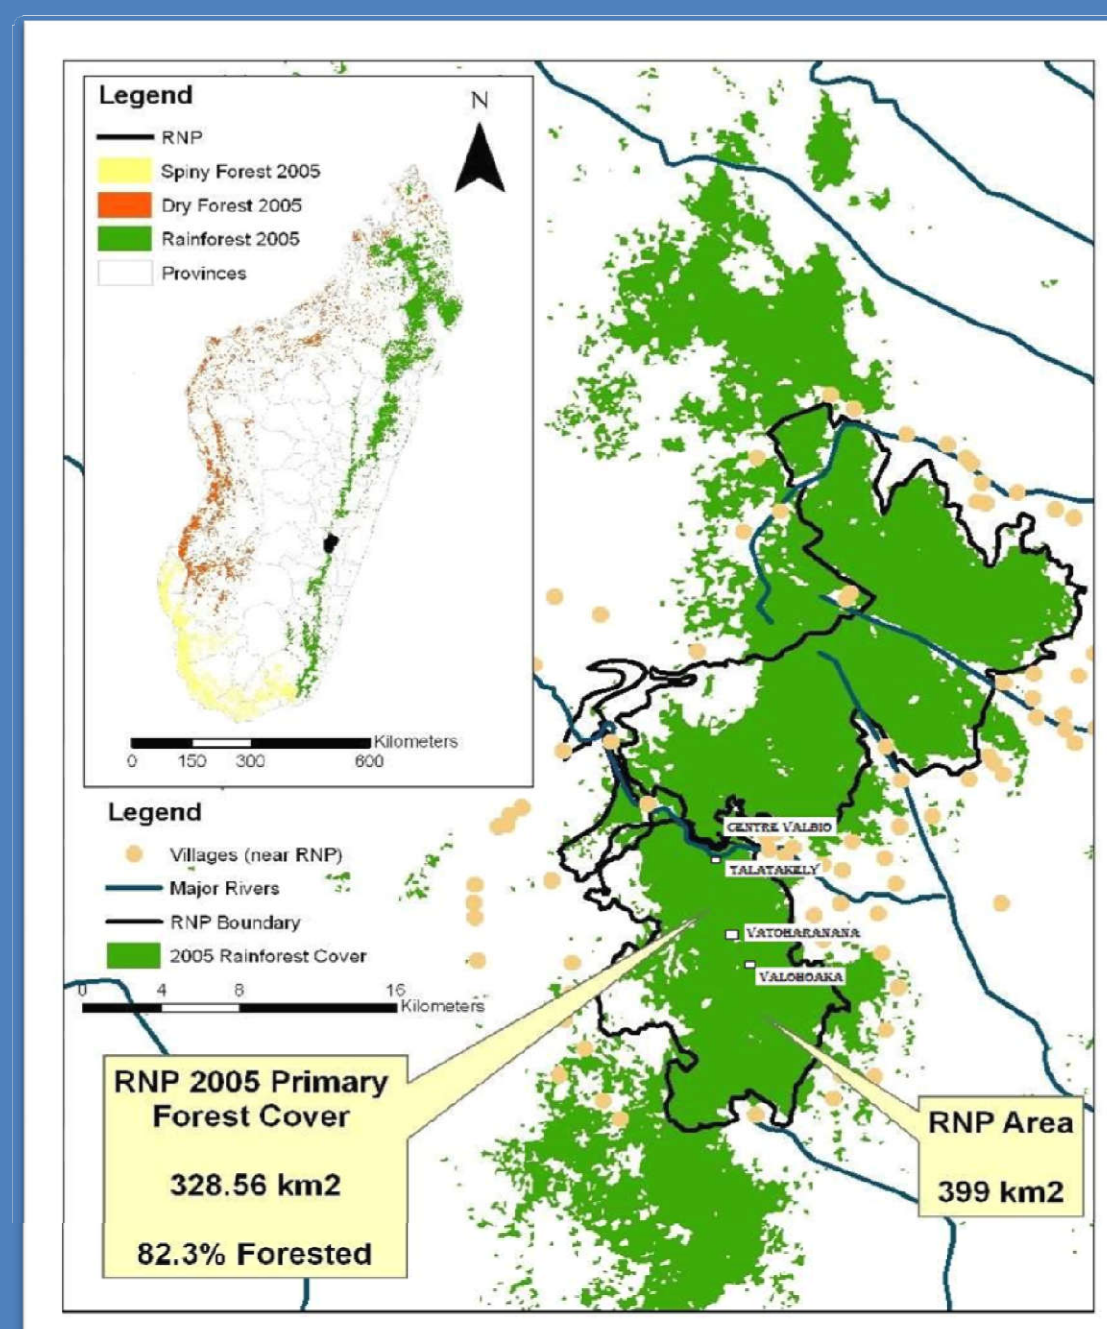 Legend
N
RNP
Spiny Forest 2005
Dry Forest 2005
Rainforest 2005
Provinces
Kilometers
0 150 300 600
Legend
Villages (near RNP)
Major Rivers
RNP Boundary
2005 Rainforest Cover
0 4 8 16
Kilometers
CENTRE VALBIO
TALATAKELY
VATOHARANANA
VALOHOAKA
RNP 2005 Primary
Forest Cover
328.56 km2
82.3% Forested
RNP Area
399 km2